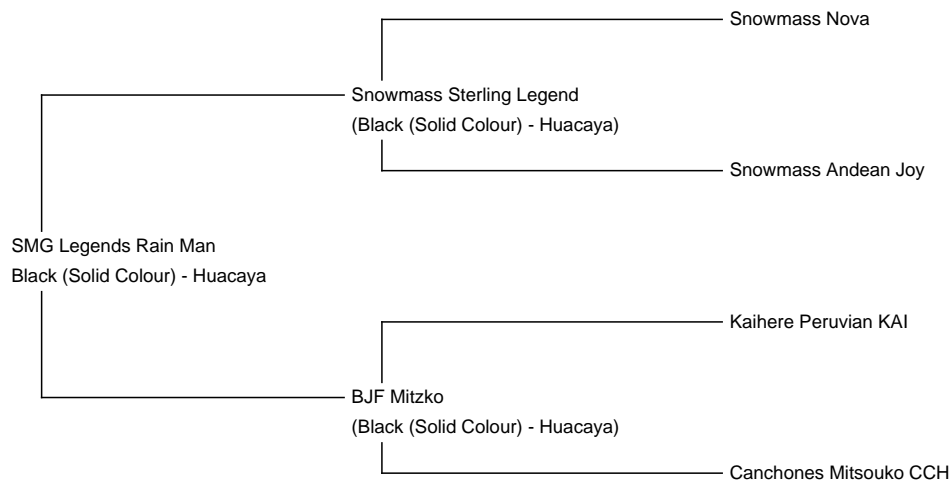 Snowmass Nova
Snowmass Sterling Legend
(Black (Solid Colour) - Huacaya)
Snowmass Andean Joy
SMG Legends Rain Man
Black (Solid Colour) - Huacaya
Kaihere Peruvian KAI
BJF Mitzko
(Black (Solid Colour) - Huacaya)
Canchones Mitsouko CCH